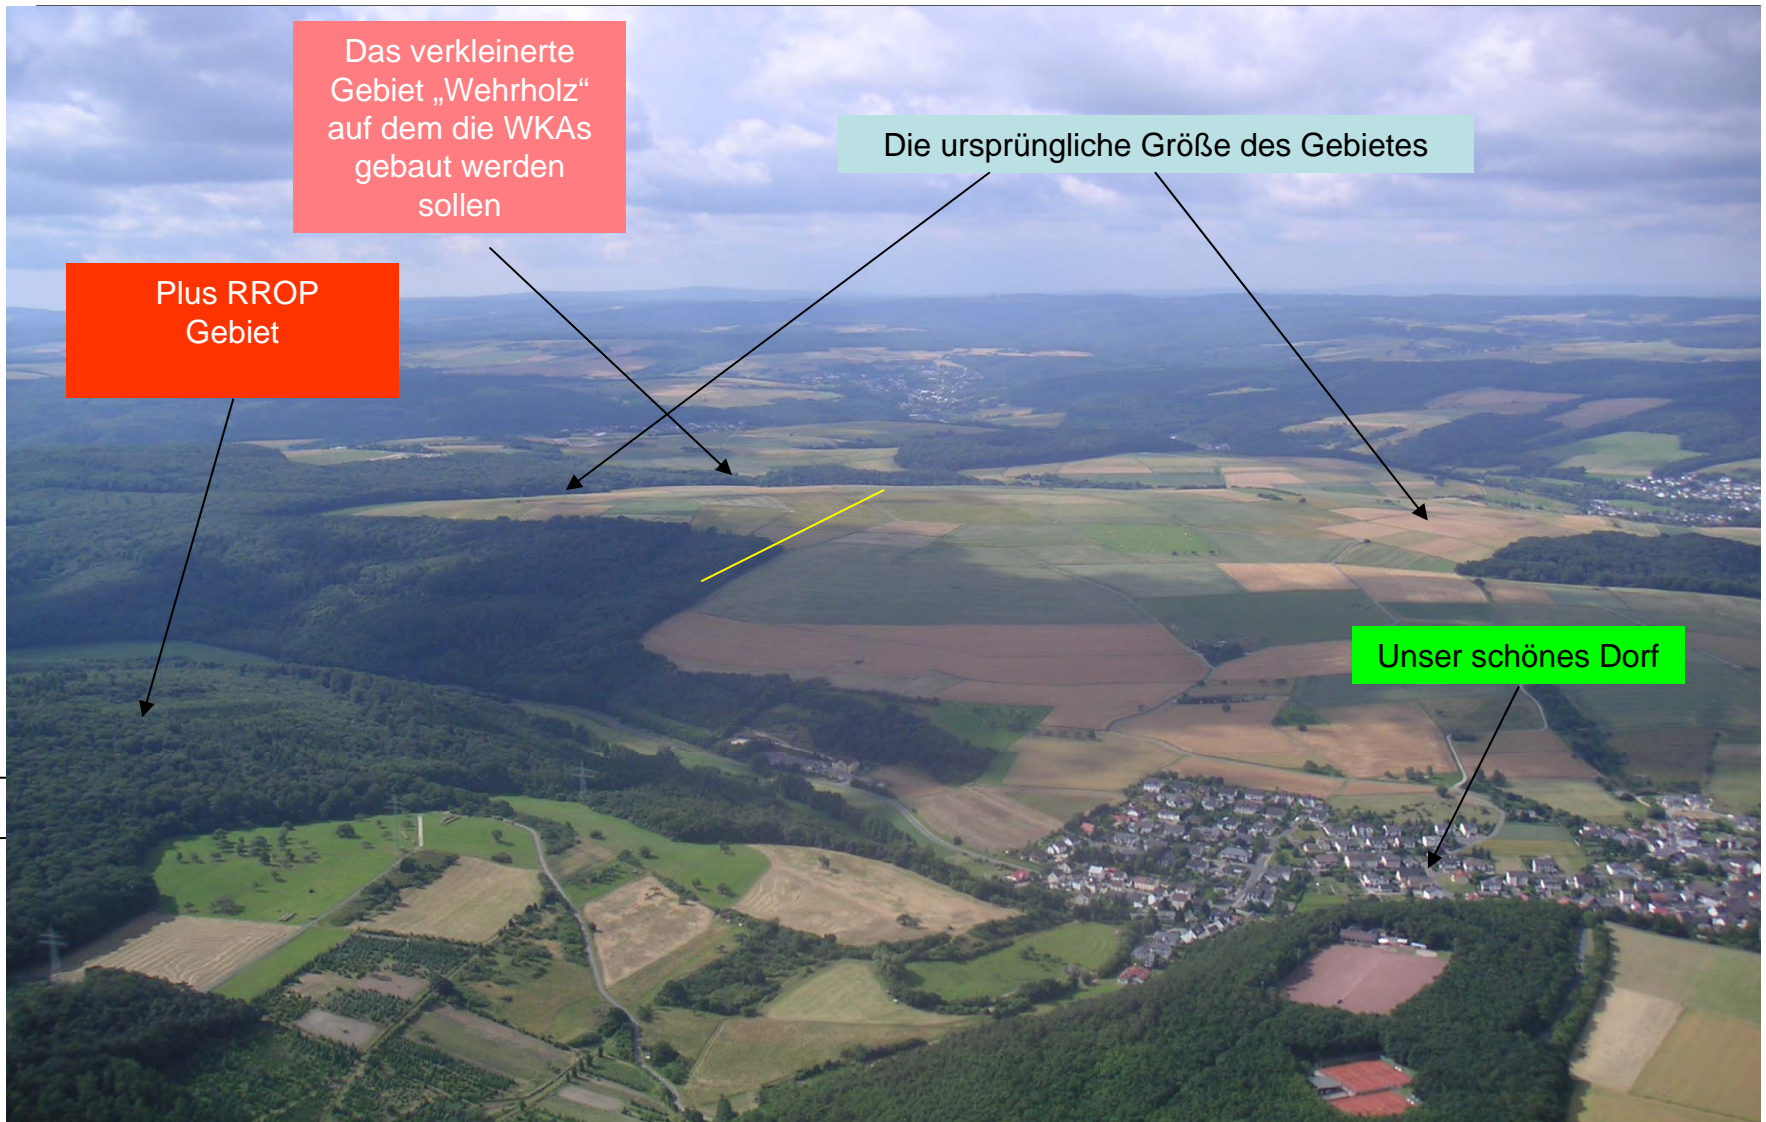 Das verkleinerte
Gebiet „Wehrholz“
auf dem die WKAs
gebaut werden
sollen
Die ursprüngliche Größe des Gebietes
Plus RROP
Gebiet
Unser schönes Dorf